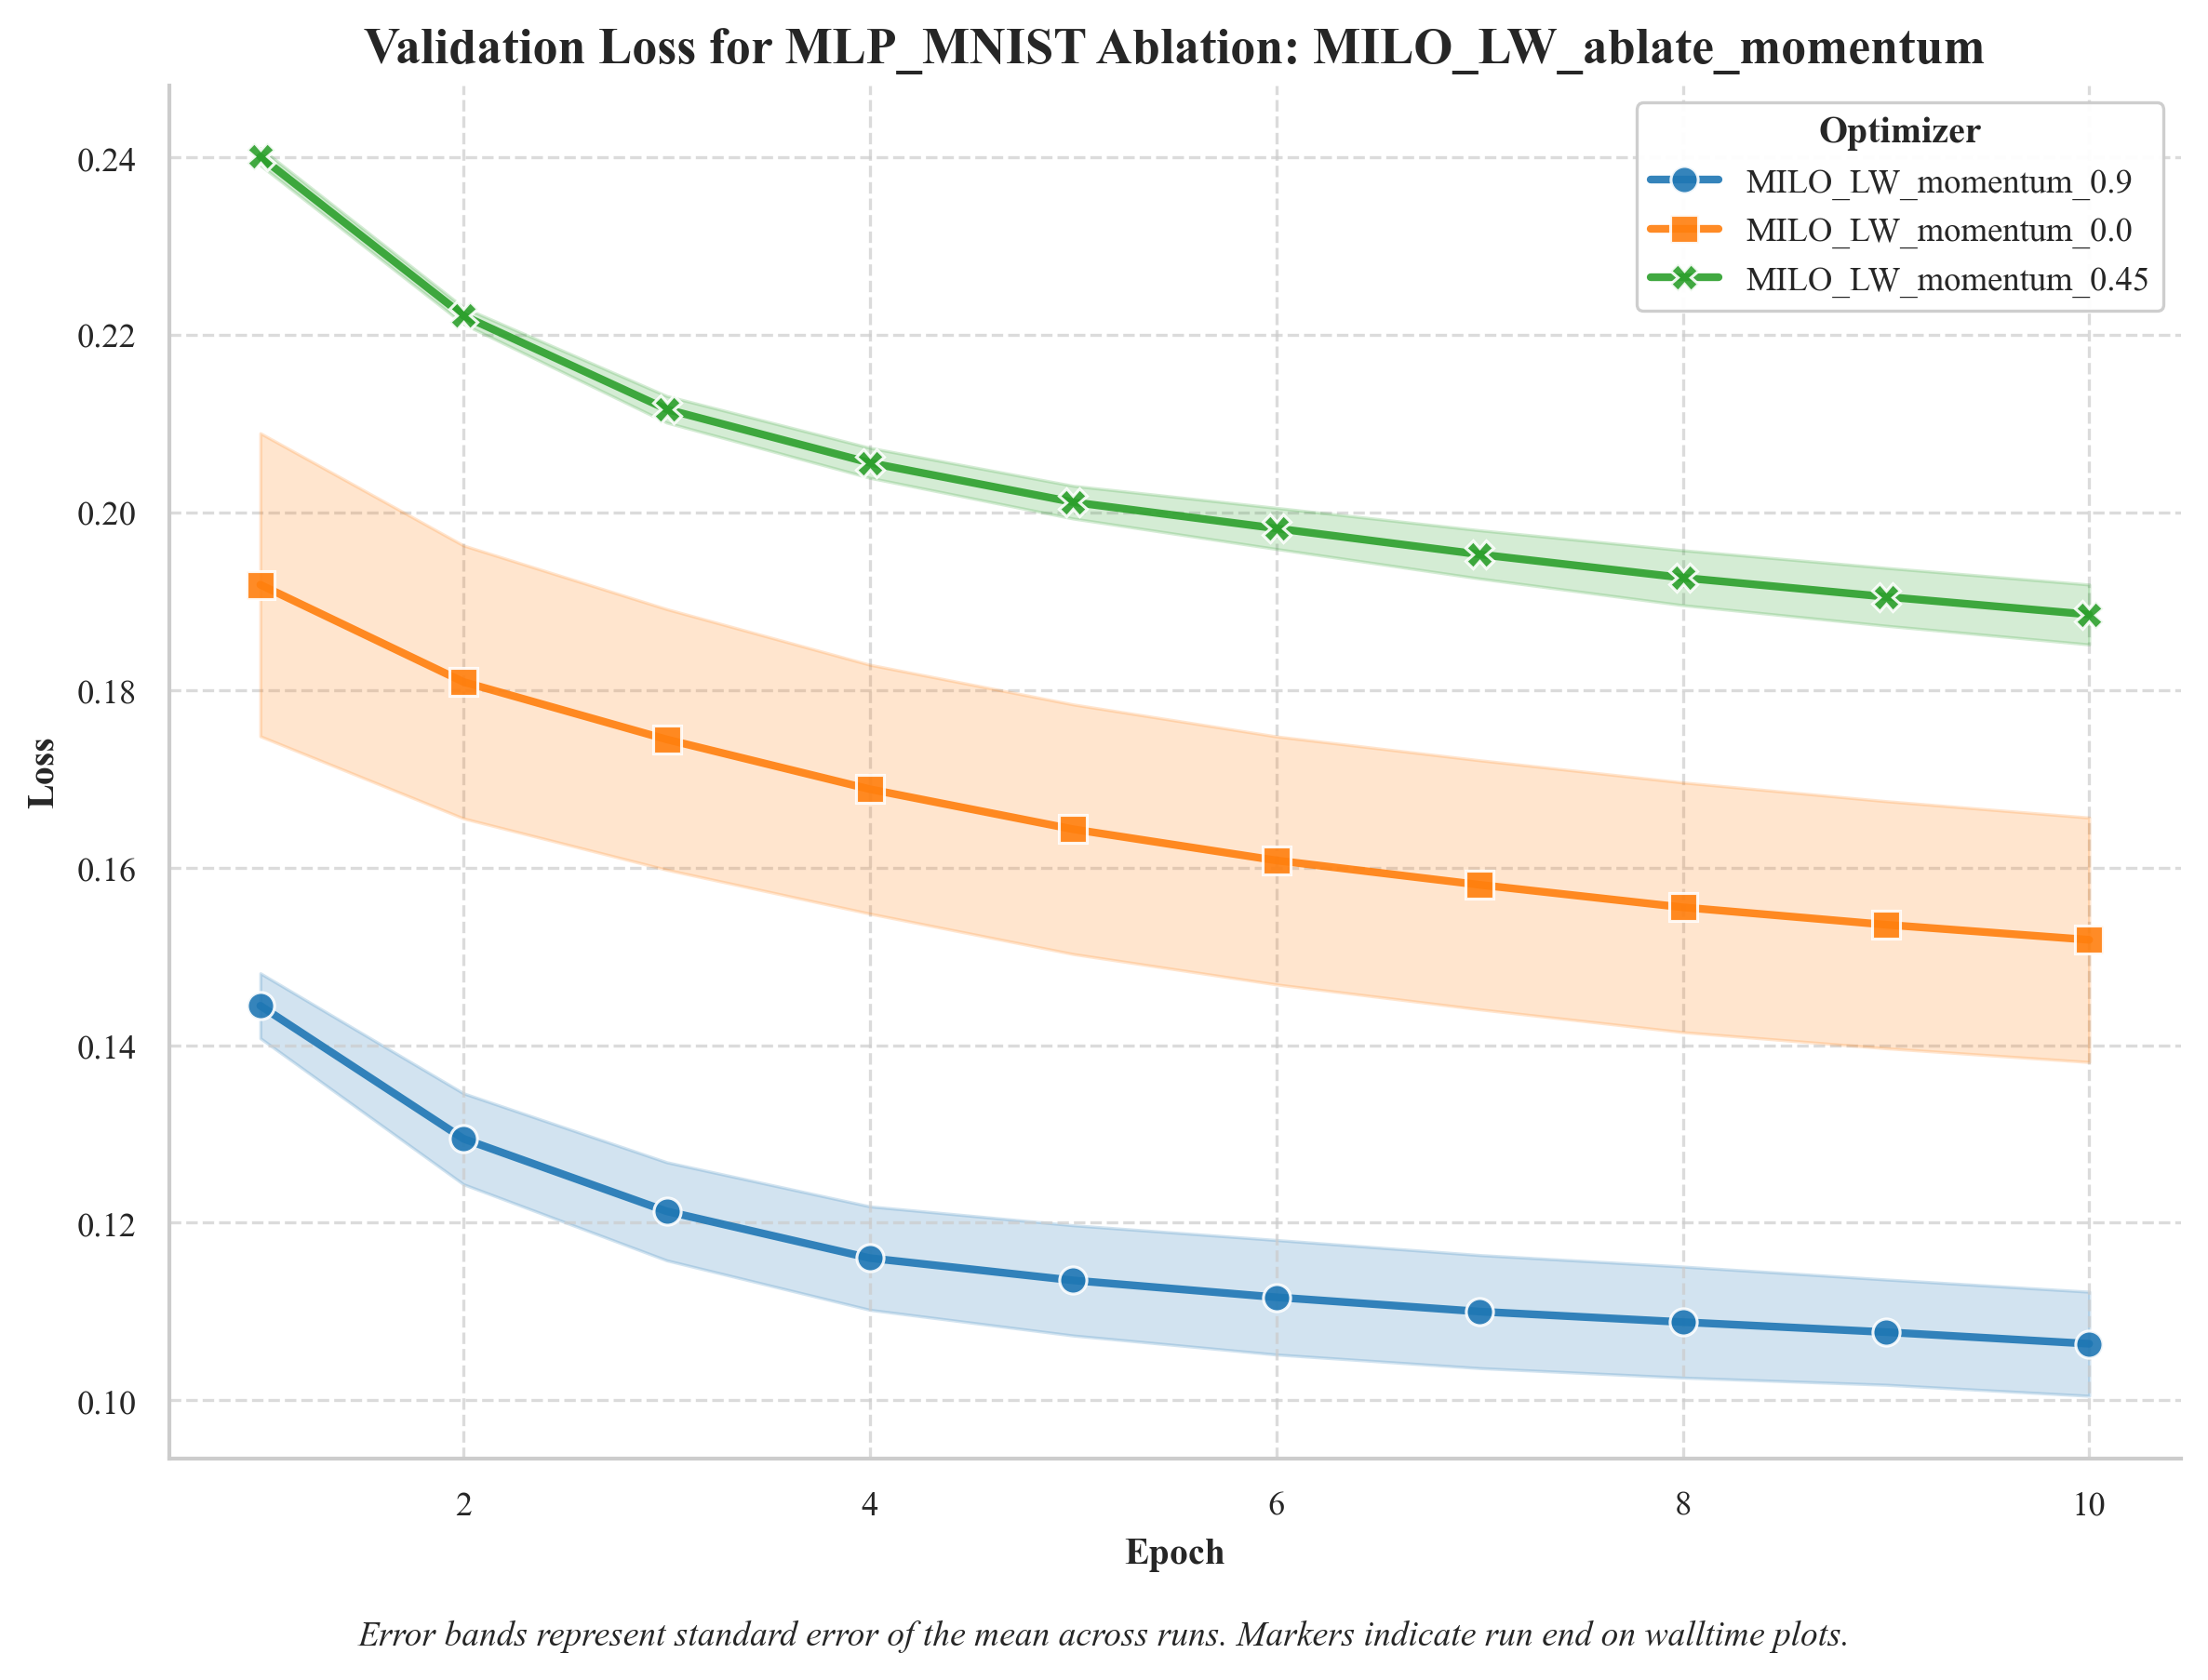 Validation Loss for MLP_MNIST Ablation: MILO_LW_ablate_momentum
Optimizer
MILO_LW_momentum_0.9
MILO_LW_momentum_0.0
MILO_LW_momentum_0.45
0.24
0.22
0.20
0.18
0.16
0.14
0.12
0.10
Loss
2
4
6
8
10
Epoch
Error bands represent standard error of the mean across runs. Markers indicate run end on walltime plots.